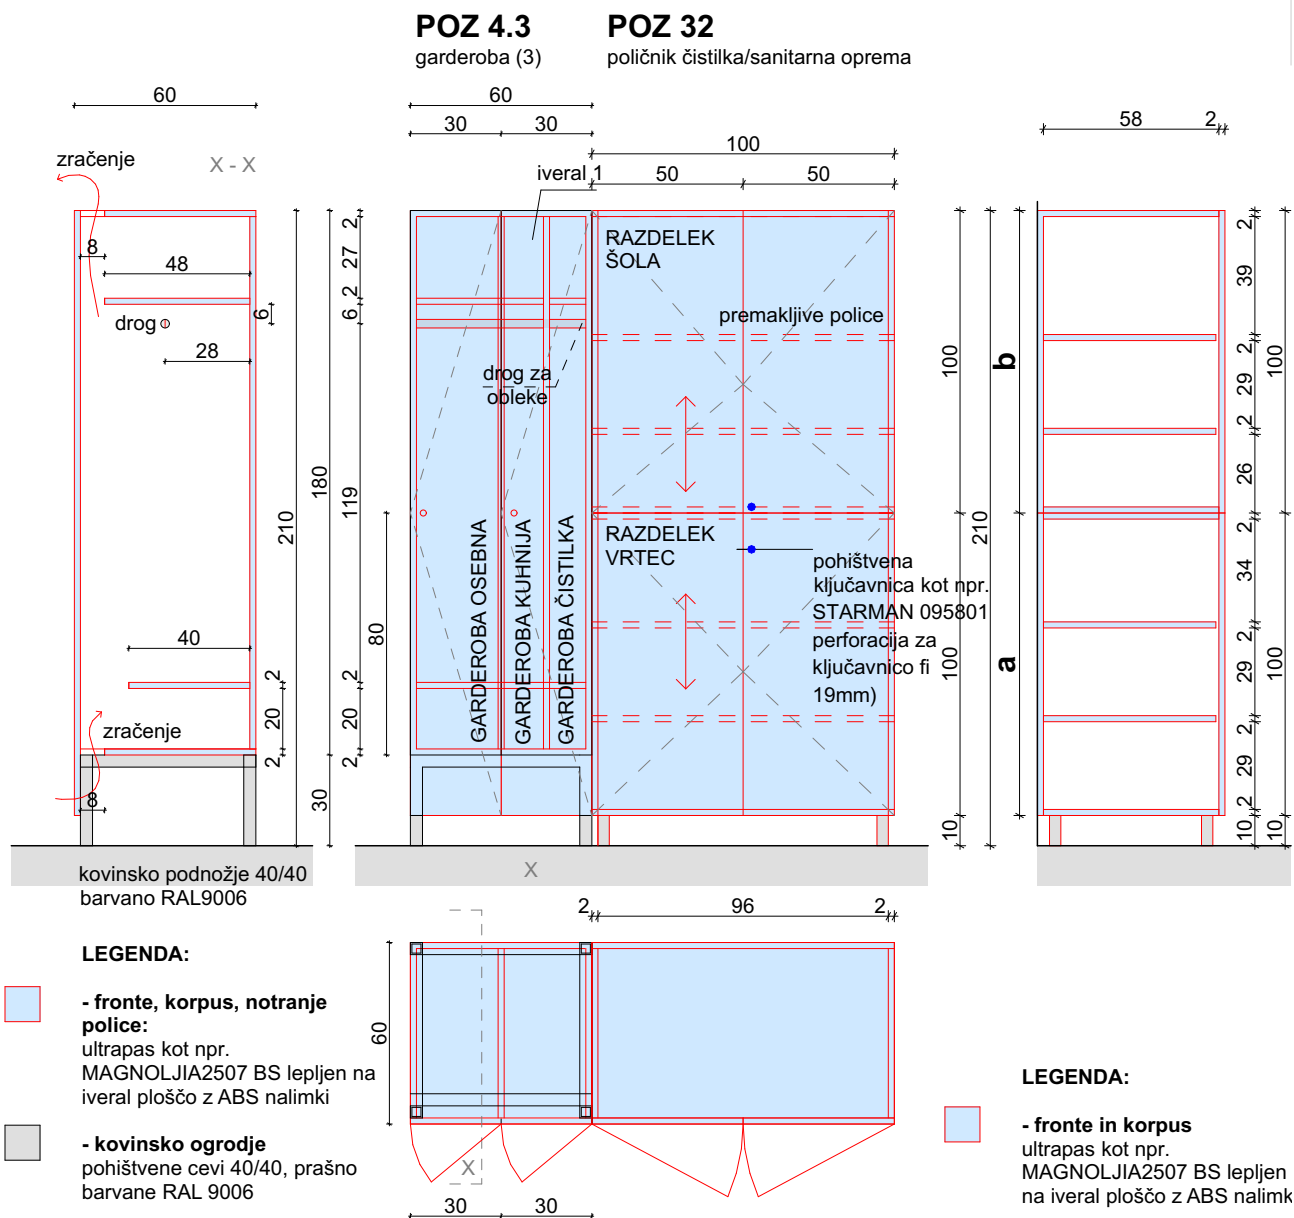 POZ 4.3
garderoba (3)
POZ 32
poličnik čistilka/sanitarna oprema
60
zračenje
X - X
8
48
drog
6
28
40
2
20
zračenje
2
8
210
180
30
2
27
2
6
119
2
20
2
80
kovinsko podnožje 40/40
barvano RAL9006
60
30
30
iveral 1
100
50
50
RAZDELEK
ŠOLA
premakljive police
drog za
obleke
GARDEROBA OSEBNA
GARDEROBA KUHNIJA
GARDEROBA ČISTILKA
RAZDELEK
VRTEC
pohištvena
ključavnica kot npr.
STARMAN 095801
perforacija za
ključavnico fi
19mm)
100
100
10
210
b
a
X
58
2
2
39
2
29
2
26
2
34
2
29
2
29
2
10
100
100
10
2
96
2
60
X
30
30
LEGENDA:
- fronte, korpus, notranje
police:
ultrapas kot npr.
MAGNOLJIA2507 BS lepljen na
iveral ploščo z ABS nalimki
- kovinsko ogrodje
pohištvene cevi 40/40, prašno
barvane RAL 9006
LEGENDA:
- fronte in korpus
ultrapas kot npr.
MAGNOLJIA2507 BS lepljen
na iveral ploščo z ABS nalimk